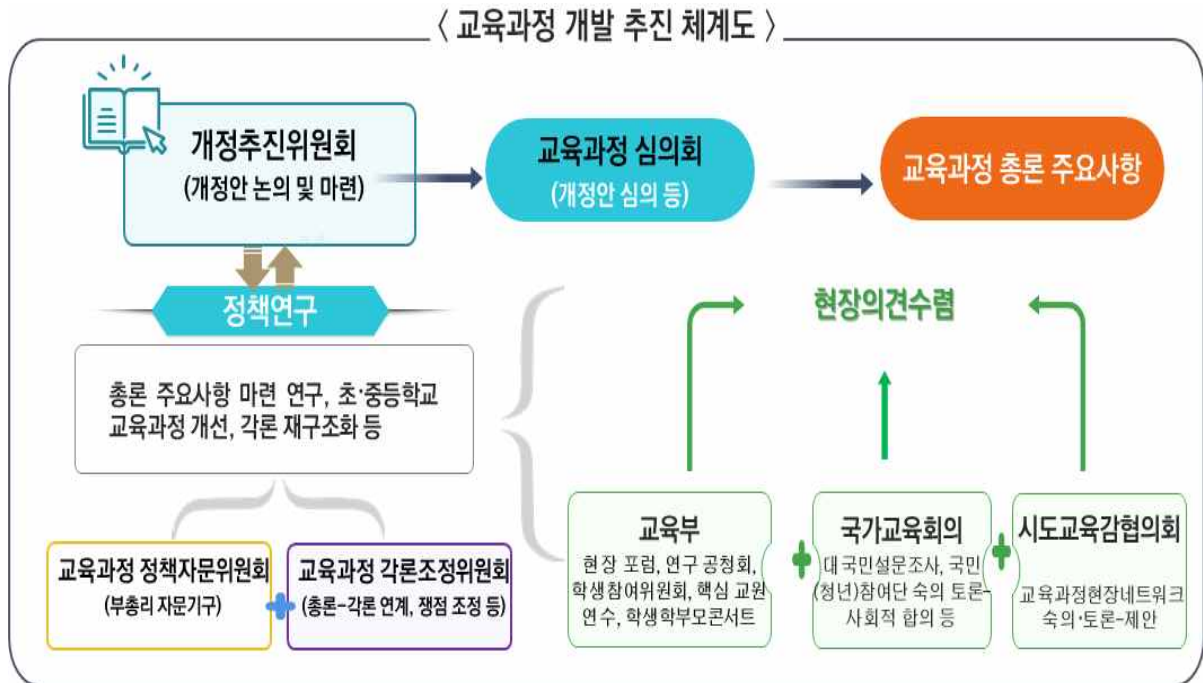 〈 교육과정 개발 추진 체계도 〉
개정추진위원회
(개정안 논의 및 마련)
교육과정 심의회
(개정안 심의 등)
교육과정 총론 주요사항
정책연구
총론 주요사항 마련 연구, 초·중등학교
교육과정 개선, 각론 재구조화 등
교육과정 정책자문위원회
(부총리 자문기구)
교육과정 각론조정위원회
(총론-각론 연계, 쟁점 조정 등)
현장의견수렴
교육부
현장 포럼, 연구 공청회,
학생참여위원회, 핵심 교원
연수, 학생학부모콘서트
국가교육회의
대국민설문조사, 국민
(청년)참여단 숙의 토론-
사회적 합의 등
시도교육감협의회
교육과정현장네트워크
숙의·토론-제안